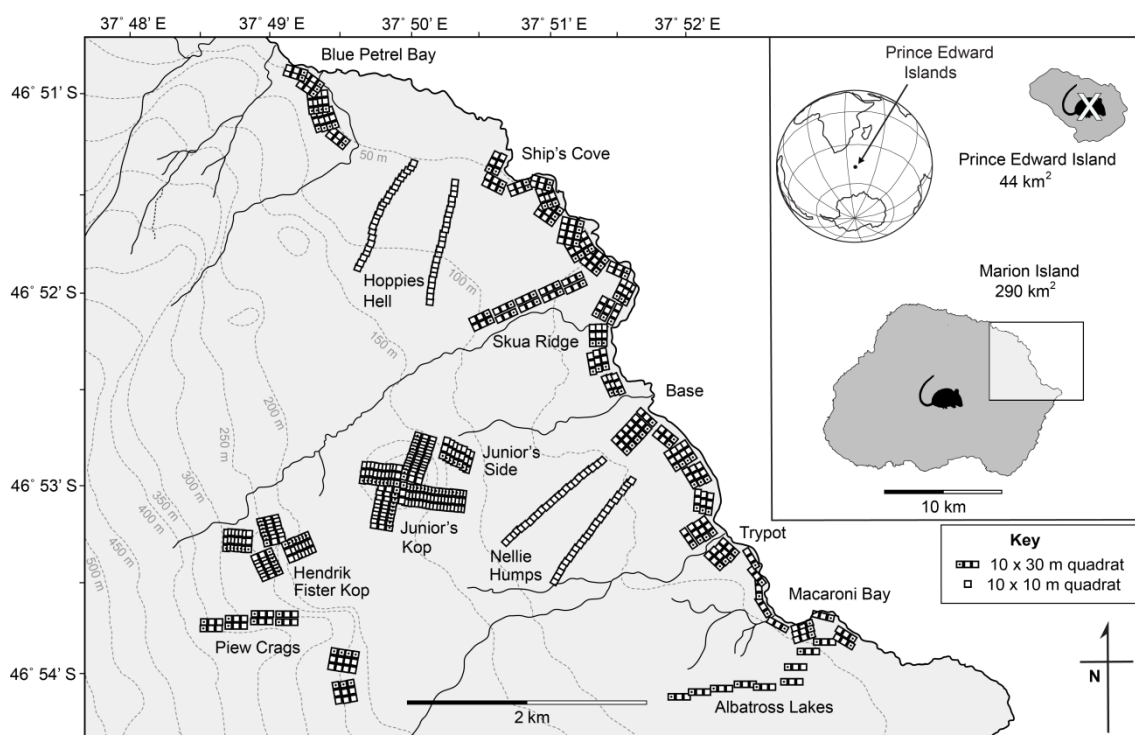 37° 48' E
37° 49' E
37° 50' E
37° 51' E
37° 52' E
46° 51' S
46° 52' S
46° 53' S
46° 54' S
Blue Petrel Bay
Ship's Cove
50 m
Hoppies
Hell
100 m
150 m
Skua Ridge
200 m
250 m
300 m
350 m
400 m
450 m
500 m
Base
Junior's
Side
Junior's
Kop
Nellie
Humps
Trypot
Hendrik
Fister Kop
Macaroni Bay
Piew Crags
Albatross Lakes
2 km
Prince Edward
Islands
X
Prince Edward Island
44 km²
Marion Island
290 km²
10 km
Key
10 x 30 m quadrat
10 x 10 m quadrat
N